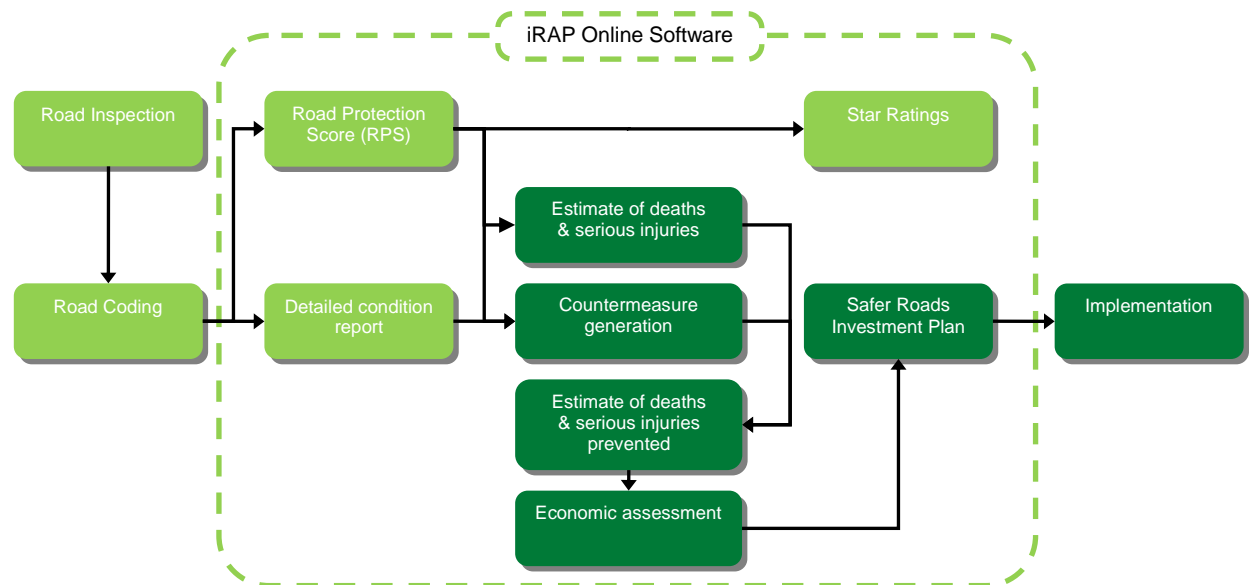 iRAP Online Software
Road Inspection
Road Protection
Score (RPS)
Star Ratings
Estimate of deaths
& serious injuries
Road Coding
Detailed condition
report
Countermeasure
generation
Safer Roads
Investment Plan
Implementation
Estimate of deaths
& serious injuries
prevented
Economic assessment